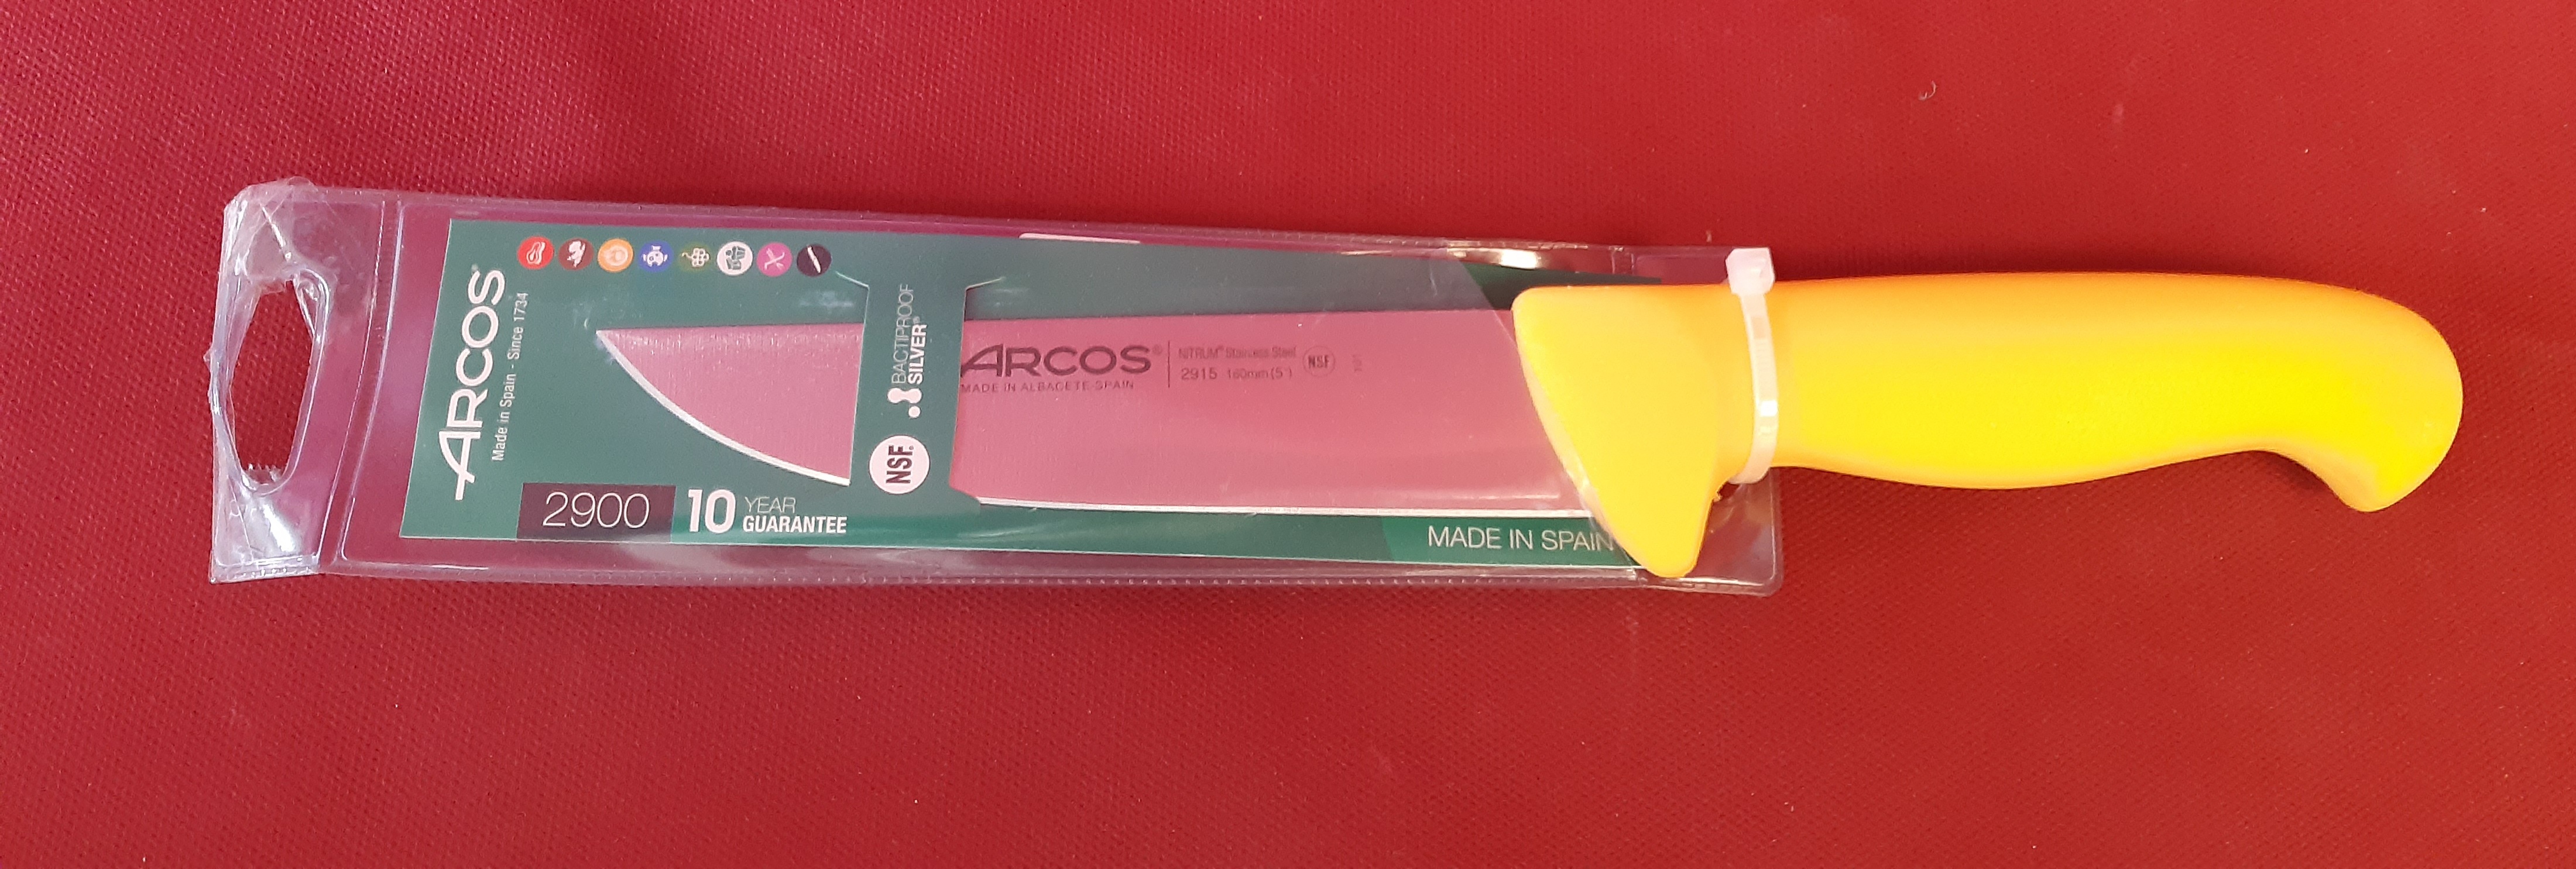 ARCOS®
Made in Spain - Since 1734
2900
10 YEAR
GUARANTEE
BACTIPROOF
SILVER®
NSF.
ARCOS®
MADE IN ALBACETE SPAIN
NITRUM® Stainless Steel
2915
NSF
MADE IN SPAIN